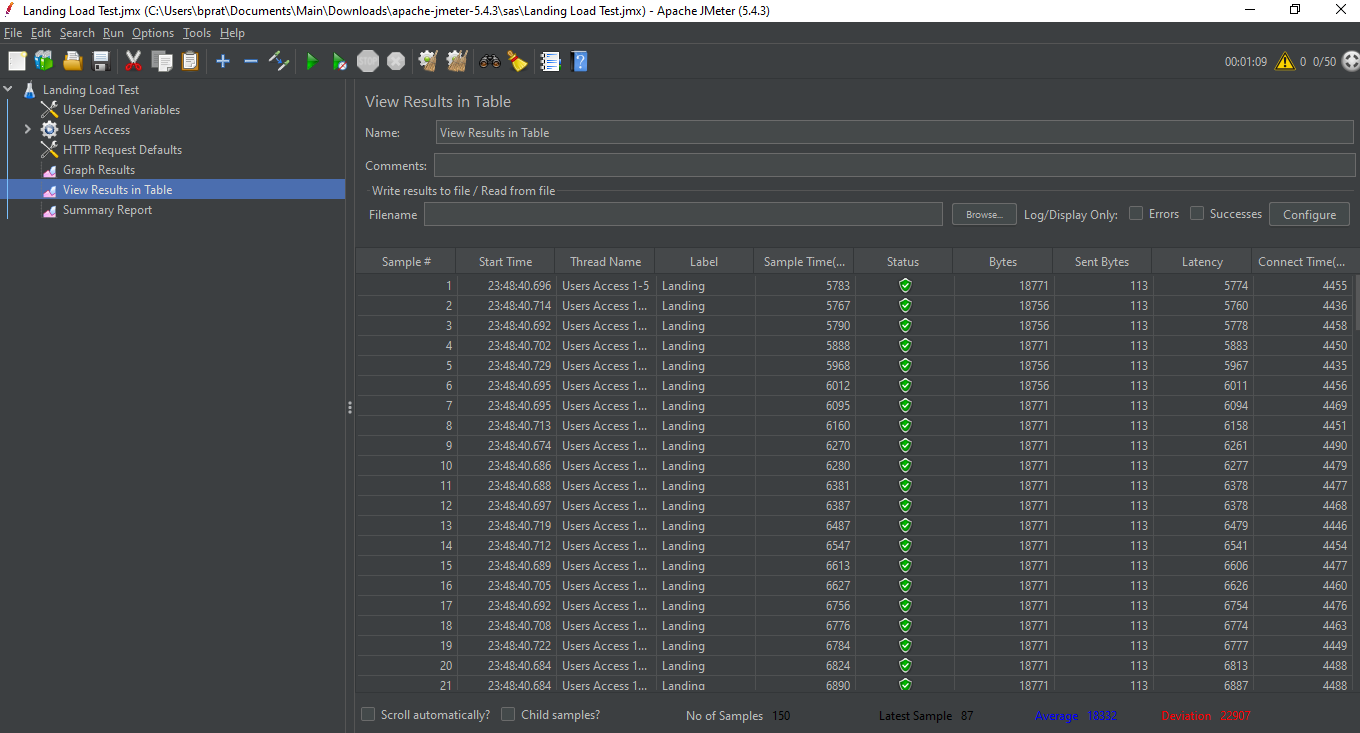 Landing Load Test.jmx (C:\Users\bprat\Documents\Main\Downloads\apache-jmeter-5.4.3\sas\Landing Load Test.jmx) - Apache JMeter (5.4.3)
File Edit Search Run Options Tools Help
00:01:09 0 0/50
Landing Load Test
User Defined Variables
Users Access
HTTP Request Defaults
Graph Results
View Results in Table
Summary Report
View Results in Table
Name: View Results in Table
Comments:
Write results to file / Read from file
Filename Browse... Log/Display Only: Errors Successes Configure
Sample # Start Time Thread Name Label Sample Time(... Status Bytes Sent Bytes Latency Connect Time(...
1 23:48:40.696 Users Access 1-5 Landing 5783 18771 113 5774 4455
2 23:48:40.714 Users Access 1... Landing 5767 18756 113 5760 4436
3 23:48:40.692 Users Access 1... Landing 5790 18756 113 5778 4458
4 23:48:40.702 Users Access 1... Landing 5888 18771 113 5883 4450
5 23:48:40.729 Users Access 1... Landing 5968 18756 113 5967 4435
6 23:48:40.695 Users Access 1... Landing 6012 18756 113 6011 4456
7 23:48:40.695 Users Access 1... Landing 6095 18771 113 6094 4469
8 23:48:40.713 Users Access 1... Landing 6160 18771 113 6158 4451
9 23:48:40.674 Users Access 1... Landing 6270 18771 113 6261 4490
10 23:48:40.686 Users Access 1... Landing 6280 18771 113 6277 4479
11 23:48:40.688 Users Access 1... Landing 6381 18771 113 6378 4477
12 23:48:40.697 Users Access 1... Landing 6387 18771 113 6378 4468
13 23:48:40.719 Users Access 1... Landing 6487 18771 113 6479 4446
14 23:48:40.712 Users Access 1... Landing 6547 18771 113 6541 4454
15 23:48:40.689 Users Access 1... Landing 6613 18771 113 6606 4477
16 23:48:40.705 Users Access 1... Landing 6627 18771 113 6626 4460
17 23:48:40.692 Users Access 1... Landing 6756 18771 113 6754 4476
18 23:48:40.708 Users Access 1... Landing 6776 18771 113 6774 4463
19 23:48:40.722 Users Access 1... Landing 6784 18771 113 6777 4449
20 23:48:40.684 Users Access 1... Landing 6824 18771 113 6813 4488
21 23:48:40.684 Users Access 1... Landing 6890 18771 113 6887 4488
Scroll automatically? Child samples? No of Samples 150 Latest Sample 87 Average 18332 Deviation 22907